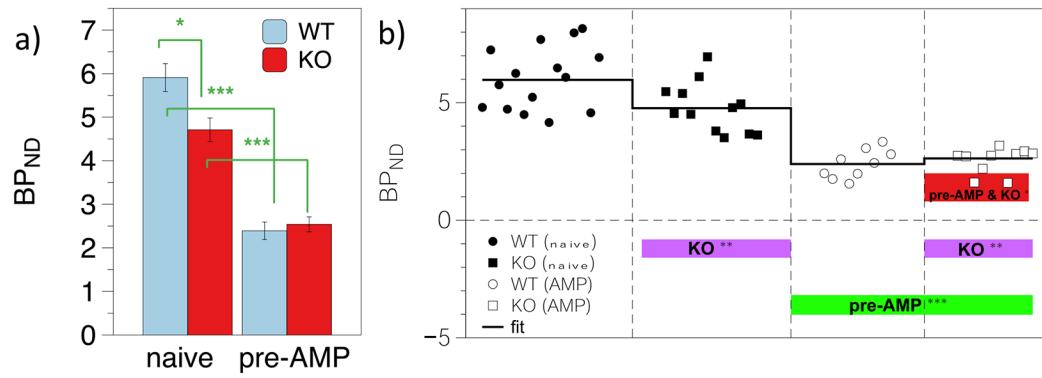 a)
7
6
5
4
3
2
1
0
BPND
WT
KO
*
***
***
naive
pre-AMP
b)
5
0
−5
BPND
WT (naive)
KO (naive)
WT (AMP)
KO (AMP)
fit
pre-AMP & KO *
KO **
KO **
pre-AMP ***